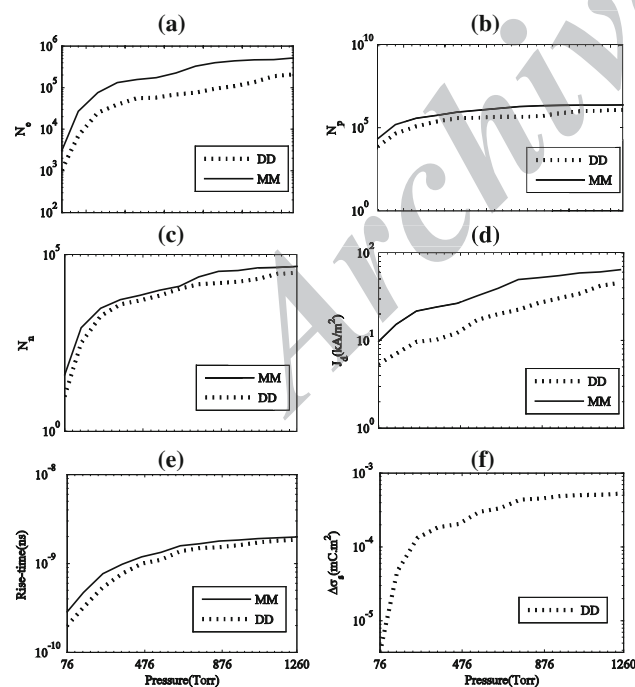 (a)
10^6
10^5
10^4
10^3
10^2
N_e
DD
MM
(b)
10^10
10^5
10^0
N_p
DD
MM
(c)
10^5
10^0
N_n
MM
DD
(d)
10^2
10^1
10^0
J_d(kA/m^2)
DD
MM
(e)
10^-8
10^-9
10^-10
Rise-time(ns)
MM
DD
76 476 876 1260
Pressure(Torr)
(f)
10^-3
10^-4
10^-5
Δσ_s(mC.m^2)
DD
76 476 876 1260
Pressure(Torr)
Archiv